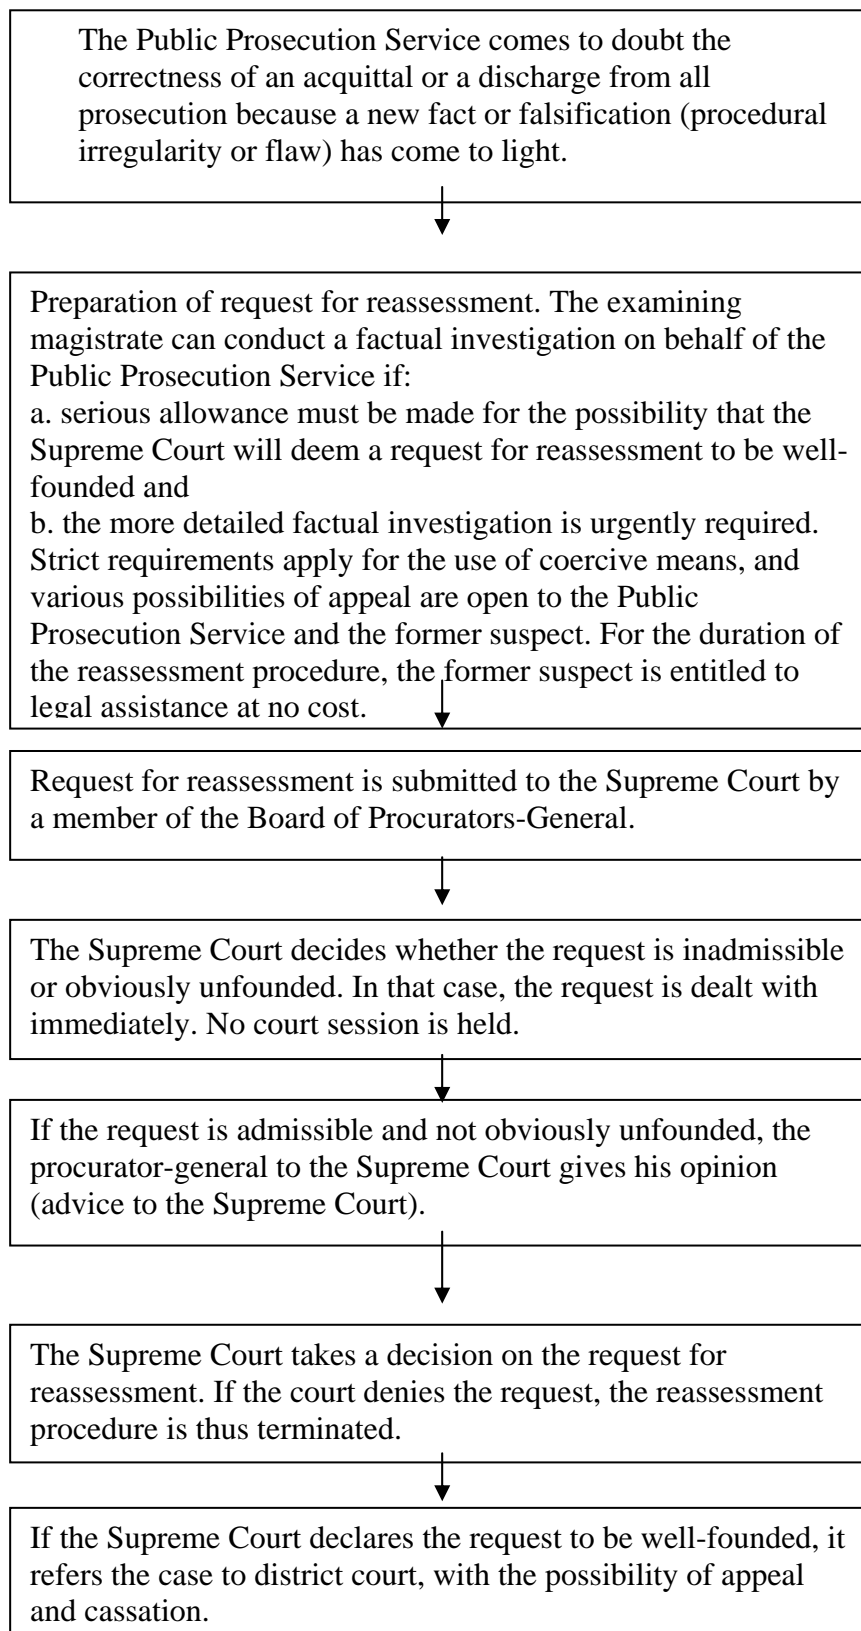 The Public Prosecution Service comes to doubt the
correctness of an acquittal or a discharge from all
prosecution because a new fact or falsification (procedural
irregularity or flaw) has come to light.
Preparation of request for reassessment. The examining
magistrate can conduct a factual investigation on behalf of the
Public Prosecution Service if:
a. serious allowance must be made for the possibility that the
Supreme Court will deem a request for reassessment to be well-
founded and
b. the more detailed factual investigation is urgently required.
Strict requirements apply for the use of coercive means, and
various possibilities of appeal are open to the Public
Prosecution Service and the former suspect. For the duration of
the reassessment procedure, the former suspect is entitled to
legal assistance at no cost.
Request for reassessment is submitted to the Supreme Court by
a member of the Board of Procurators-General.
The Supreme Court decides whether the request is inadmissible
or obviously unfounded. In that case, the request is dealt with
immediately. No court session is held.
If the request is admissible and not obviously unfounded, the
procurator-general to the Supreme Court gives his opinion
(advice to the Supreme Court).
The Supreme Court takes a decision on the request for
reassessment. If the court denies the request, the reassessment
procedure is thus terminated.
If the Supreme Court declares the request to be well-founded, it
refers the case to district court, with the possibility of appeal
and cassation.